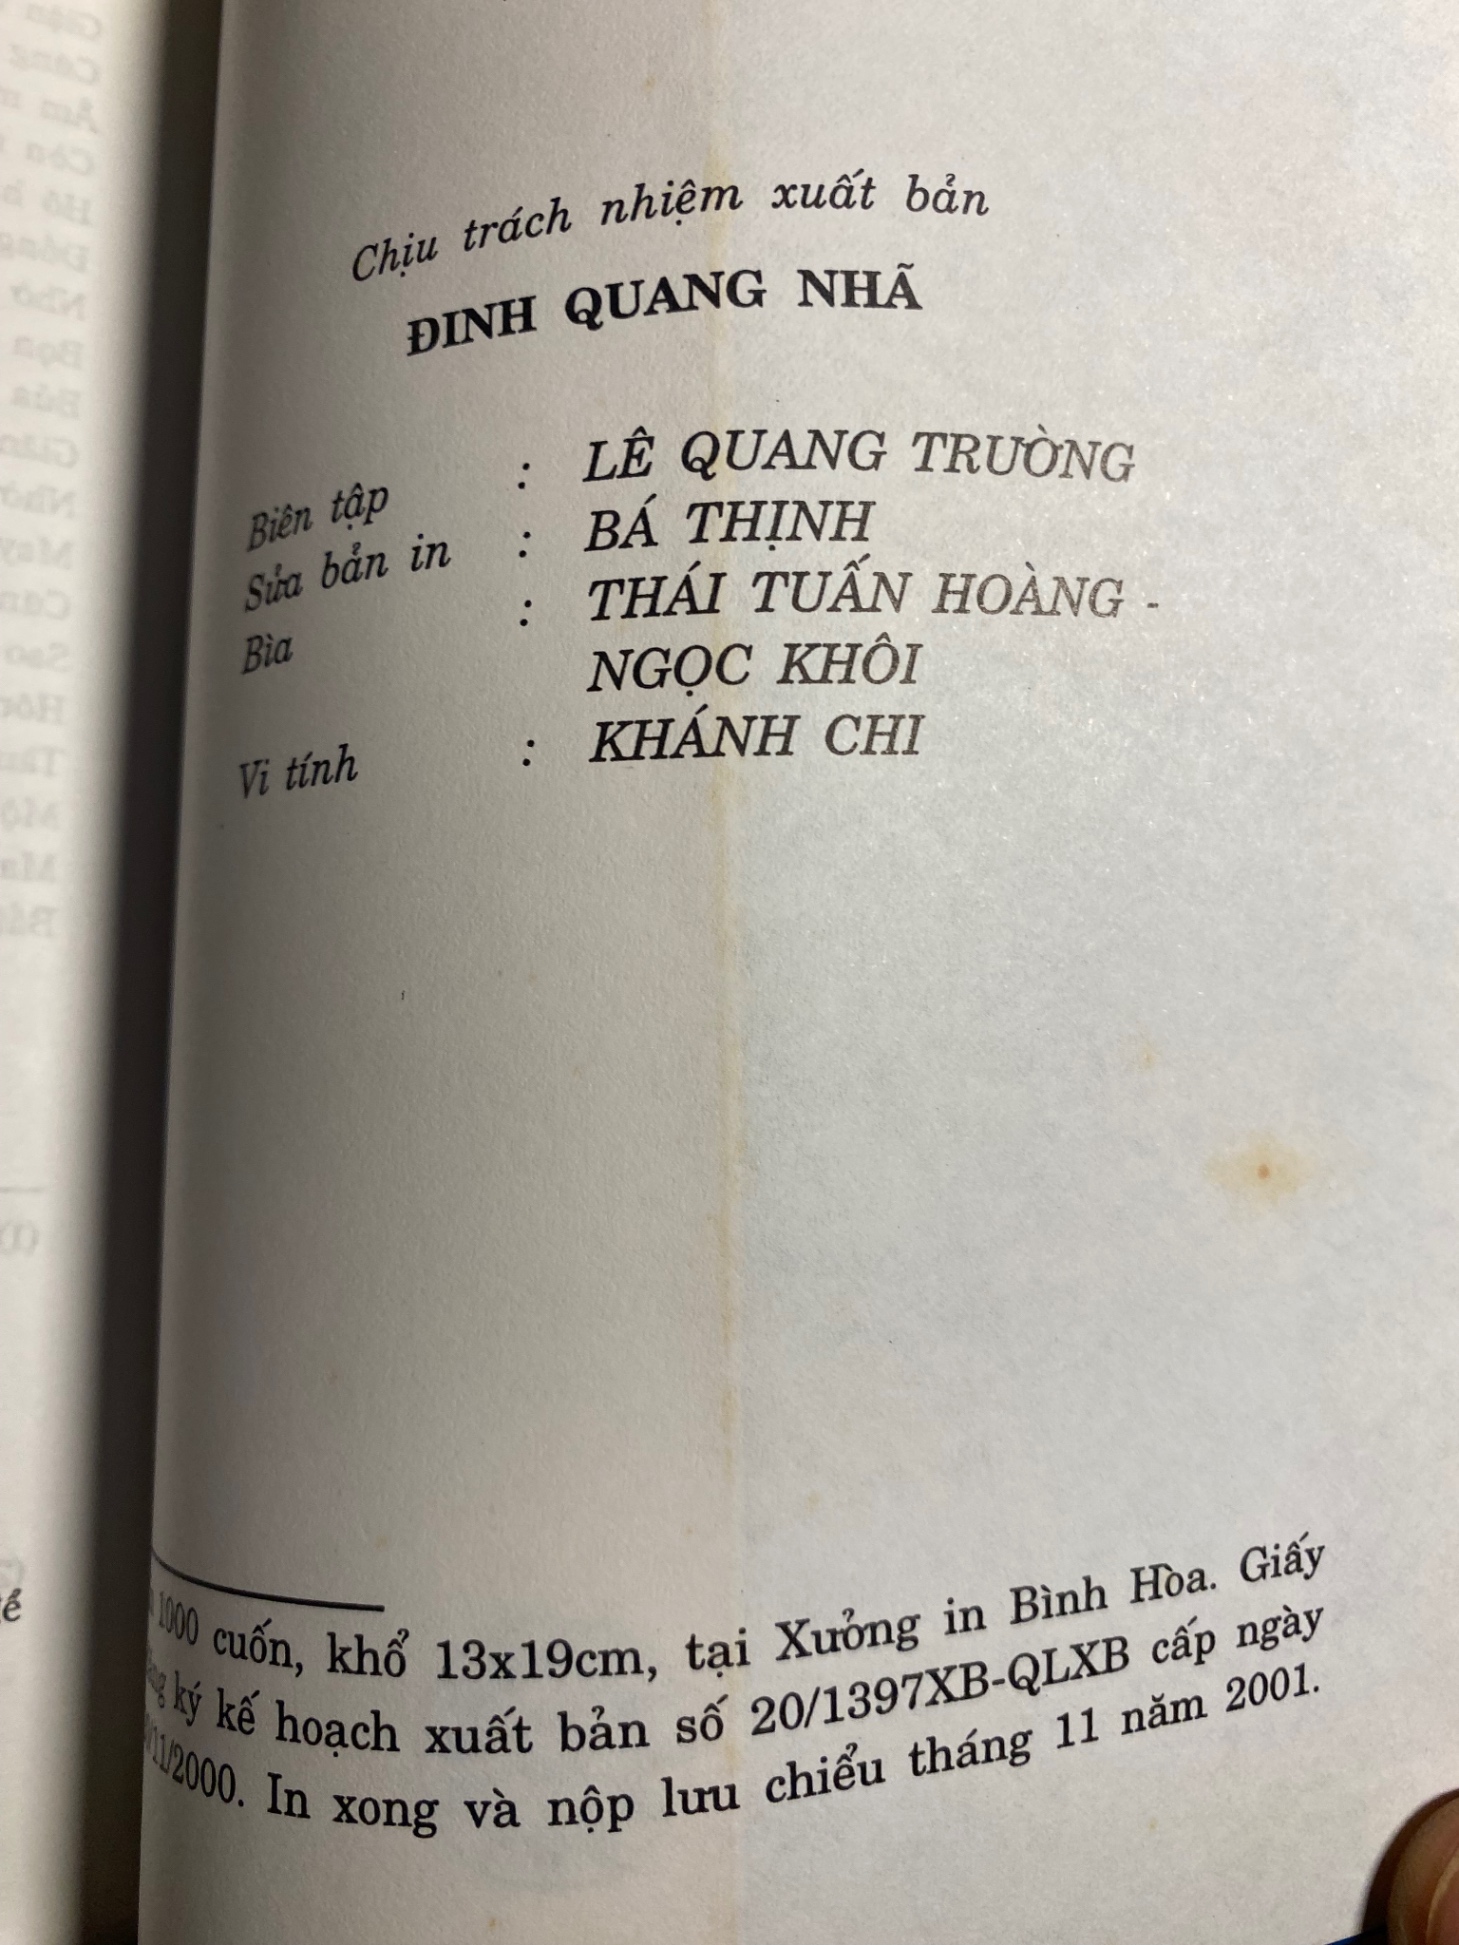 Chịu trách nhiệm xuất bản
ĐINH QUANG NHÃ
Biên tập : LÊ QUANG TRƯỜNG
Sửa bản in : BÁ THỊNH
Bìa : THÁI TUẤN HOÀNG -
NGỌC KHÔI
Vi tính : KHÁNH CHI
1000 cuốn, khổ 13x19cm, tại Xưởng in Bình Hòa. Giấy
ký kế hoạch xuất bản số 20/1397XB-QLXB cấp ngày
/11/2000. In xong và nộp lưu chiểu tháng 11 năm 2001.